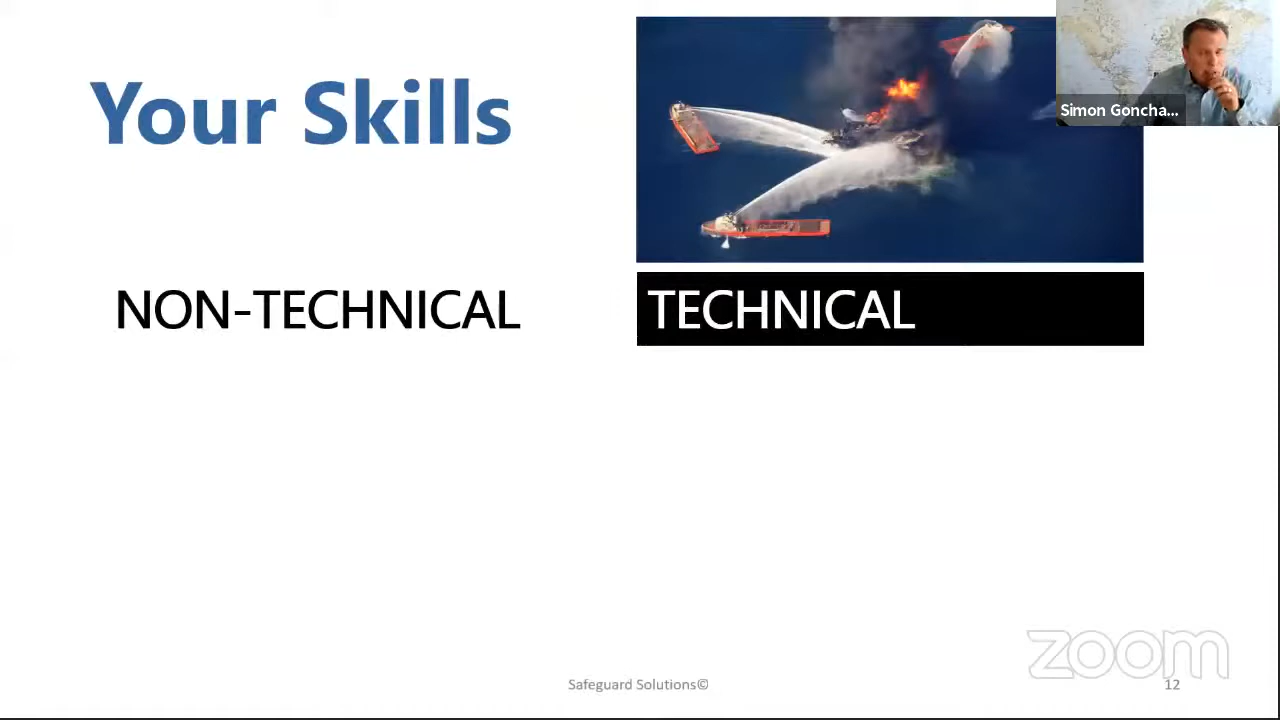 Your Skills
Simon Goncha...
NON-TECHNICAL
TECHNICAL
zoom
Safeguard Solutions©
12